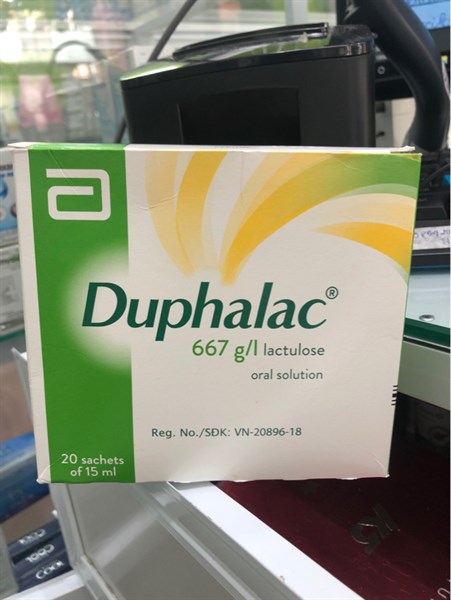 Duphalac®
667 g/l lactulose
oral solution
Reg. No./SĐK: VN-20896-18
20 sachets
of 15 ml